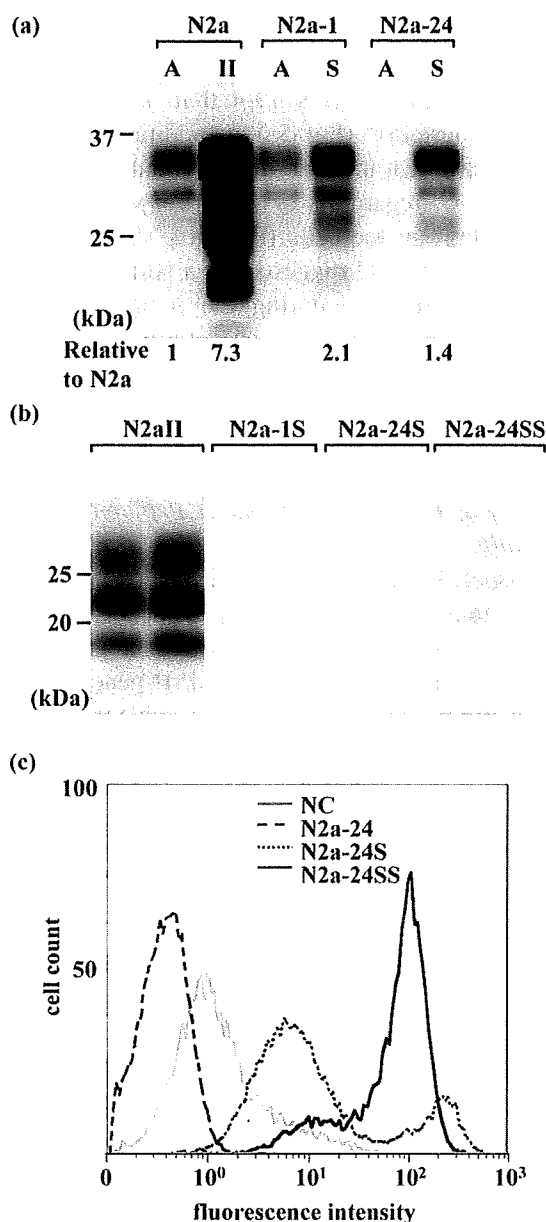 (a)
N2a N2a-1 N2a-24
A II A S A S
37
25
(kDa)
Relative to N2a 1 7.3 2.1 1.4
(b)
N2aII N2a-1S N2a-24S N2a-24SS
25
20
(kDa)
(c)
100
NC
N2a-24
N2a-24S
N2a-24SS
cell count
50
0 10⁰ 10¹ 10² 10³
fluorescence intensity